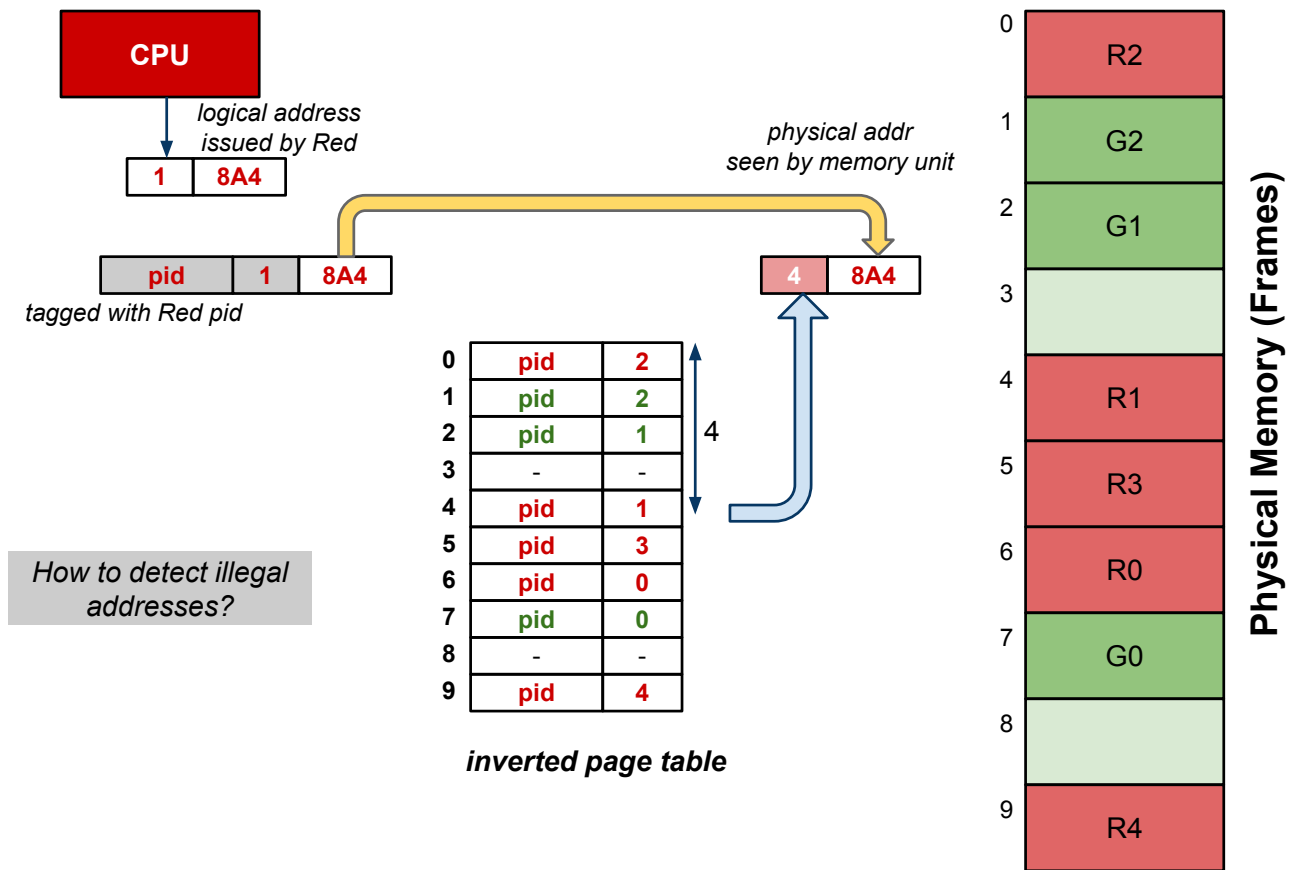 CPU
logical address
issued by Red
1 8A4
physical addr
seen by memory unit
pid 1 8A4
tagged with Red pid
4 8A4
0 pid 2
1 pid 2
2 pid 1
3 - -
4 pid 1
5 pid 3
6 pid 0
7 pid 0
8 - -
9 pid 4
4
inverted page table
How to detect illegal
addresses?
0 R2
1 G2
2 G1
3
4 R1
5 R3
6 R0
7 G0
8
9 R4
Physical Memory (Frames)